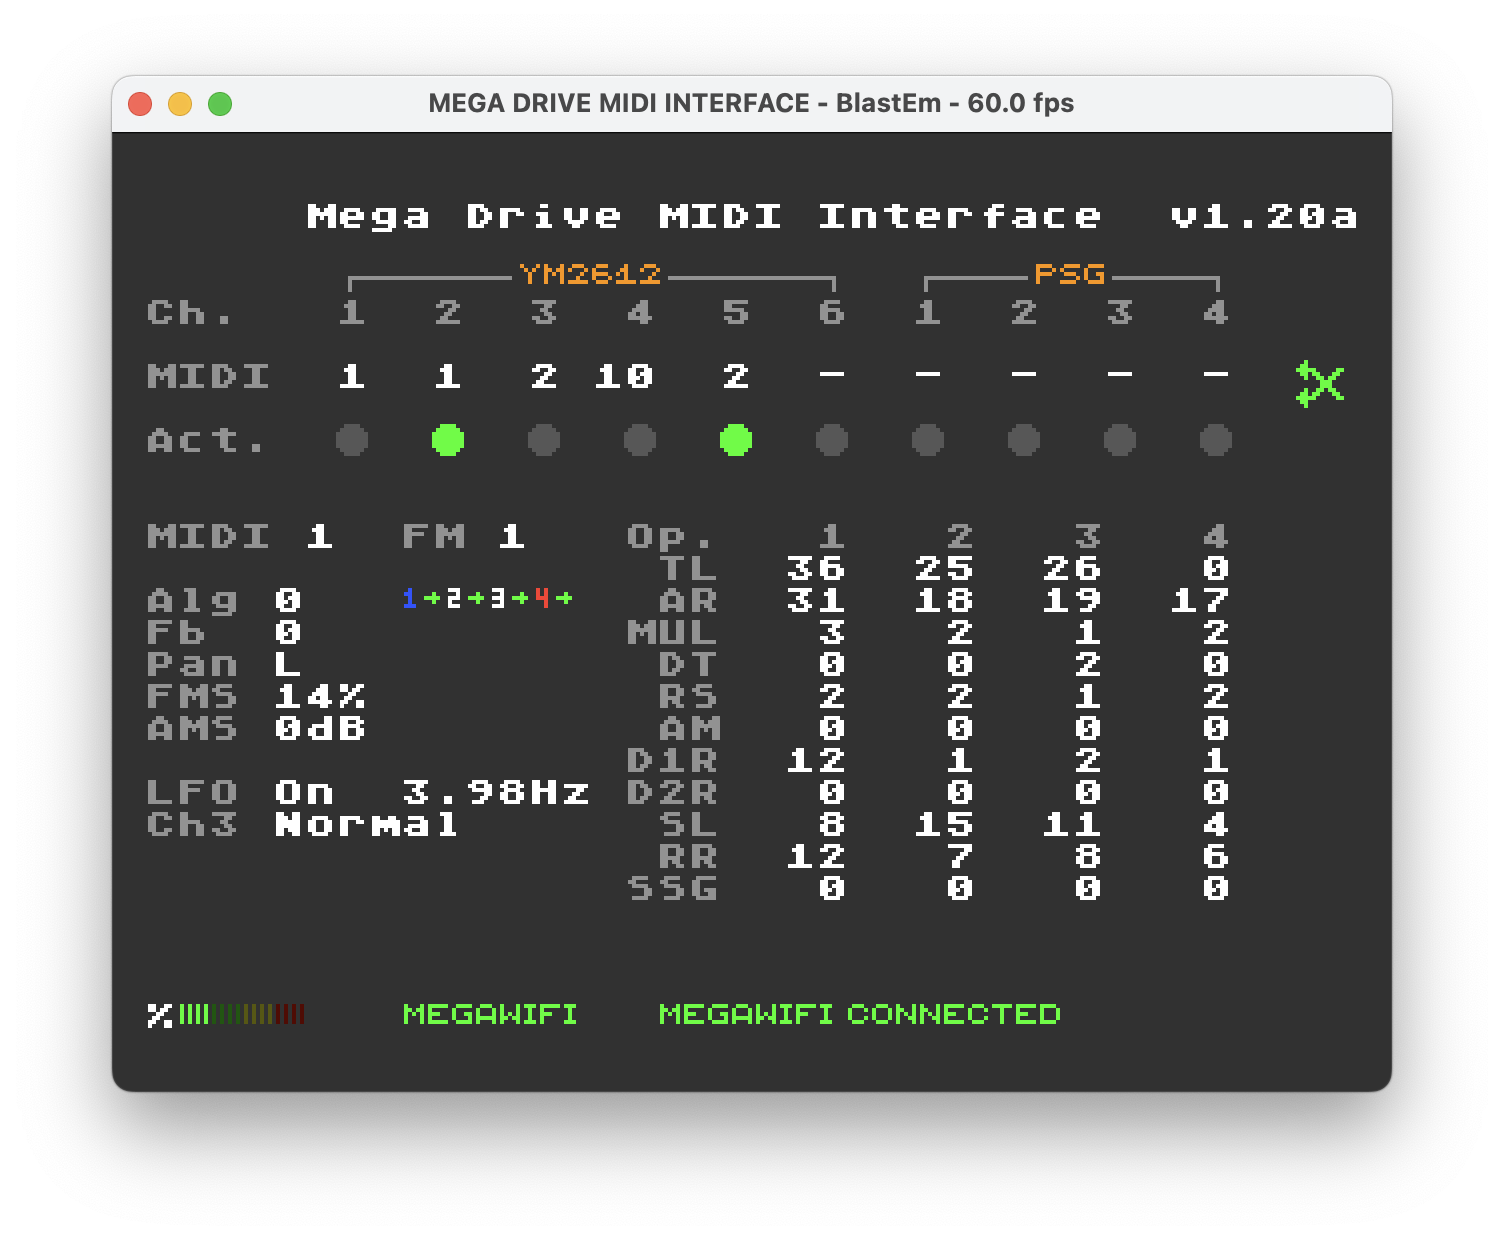 MEGA DRIVE MIDI INTERFACE - BlastEm - 60.0 fps
Mega Drive MIDI Interface v1.20a
YM2612 PSG
Ch. 1 2 3 4 5 6 1 2 3 4
MIDI 1 1 2 10 2 – – – – –
Act.
MIDI 1 FM 1 Op. 1 2 3 4
TL 36 25 26 0
Alg 0 1→2→3→4→ AR 31 18 19 17
Fb 0 MUL 3 2 1 2
Pan L DT 0 0 2 0
FMS 14% RS 2 2 1 2
AMS 0dB AM 0 0 0 0
D1R 12 1 2 1
LFO On 3.98Hz D2R 0 0 0 0
Ch3 Normal SL 8 15 11 4
RR 12 7 8 6
SSG 0 0 0 0
% MEGAWIFI MEGAWIFI CONNECTED